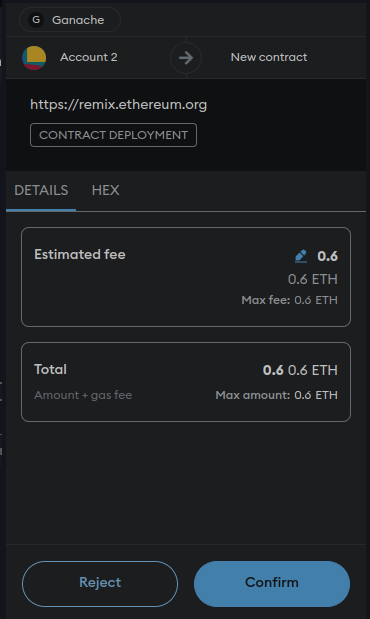 G Ganache
Account 2
New contract
https://remix.ethereum.org
CONTRACT DEPLOYMENT
DETAILS HEX
Estimated fee 0.6
0.6 ETH
Max fee: 0.6 ETH
Total 0.6 0.6 ETH
Amount + gas fee Max amount: 0.6 ETH
Reject Confirm